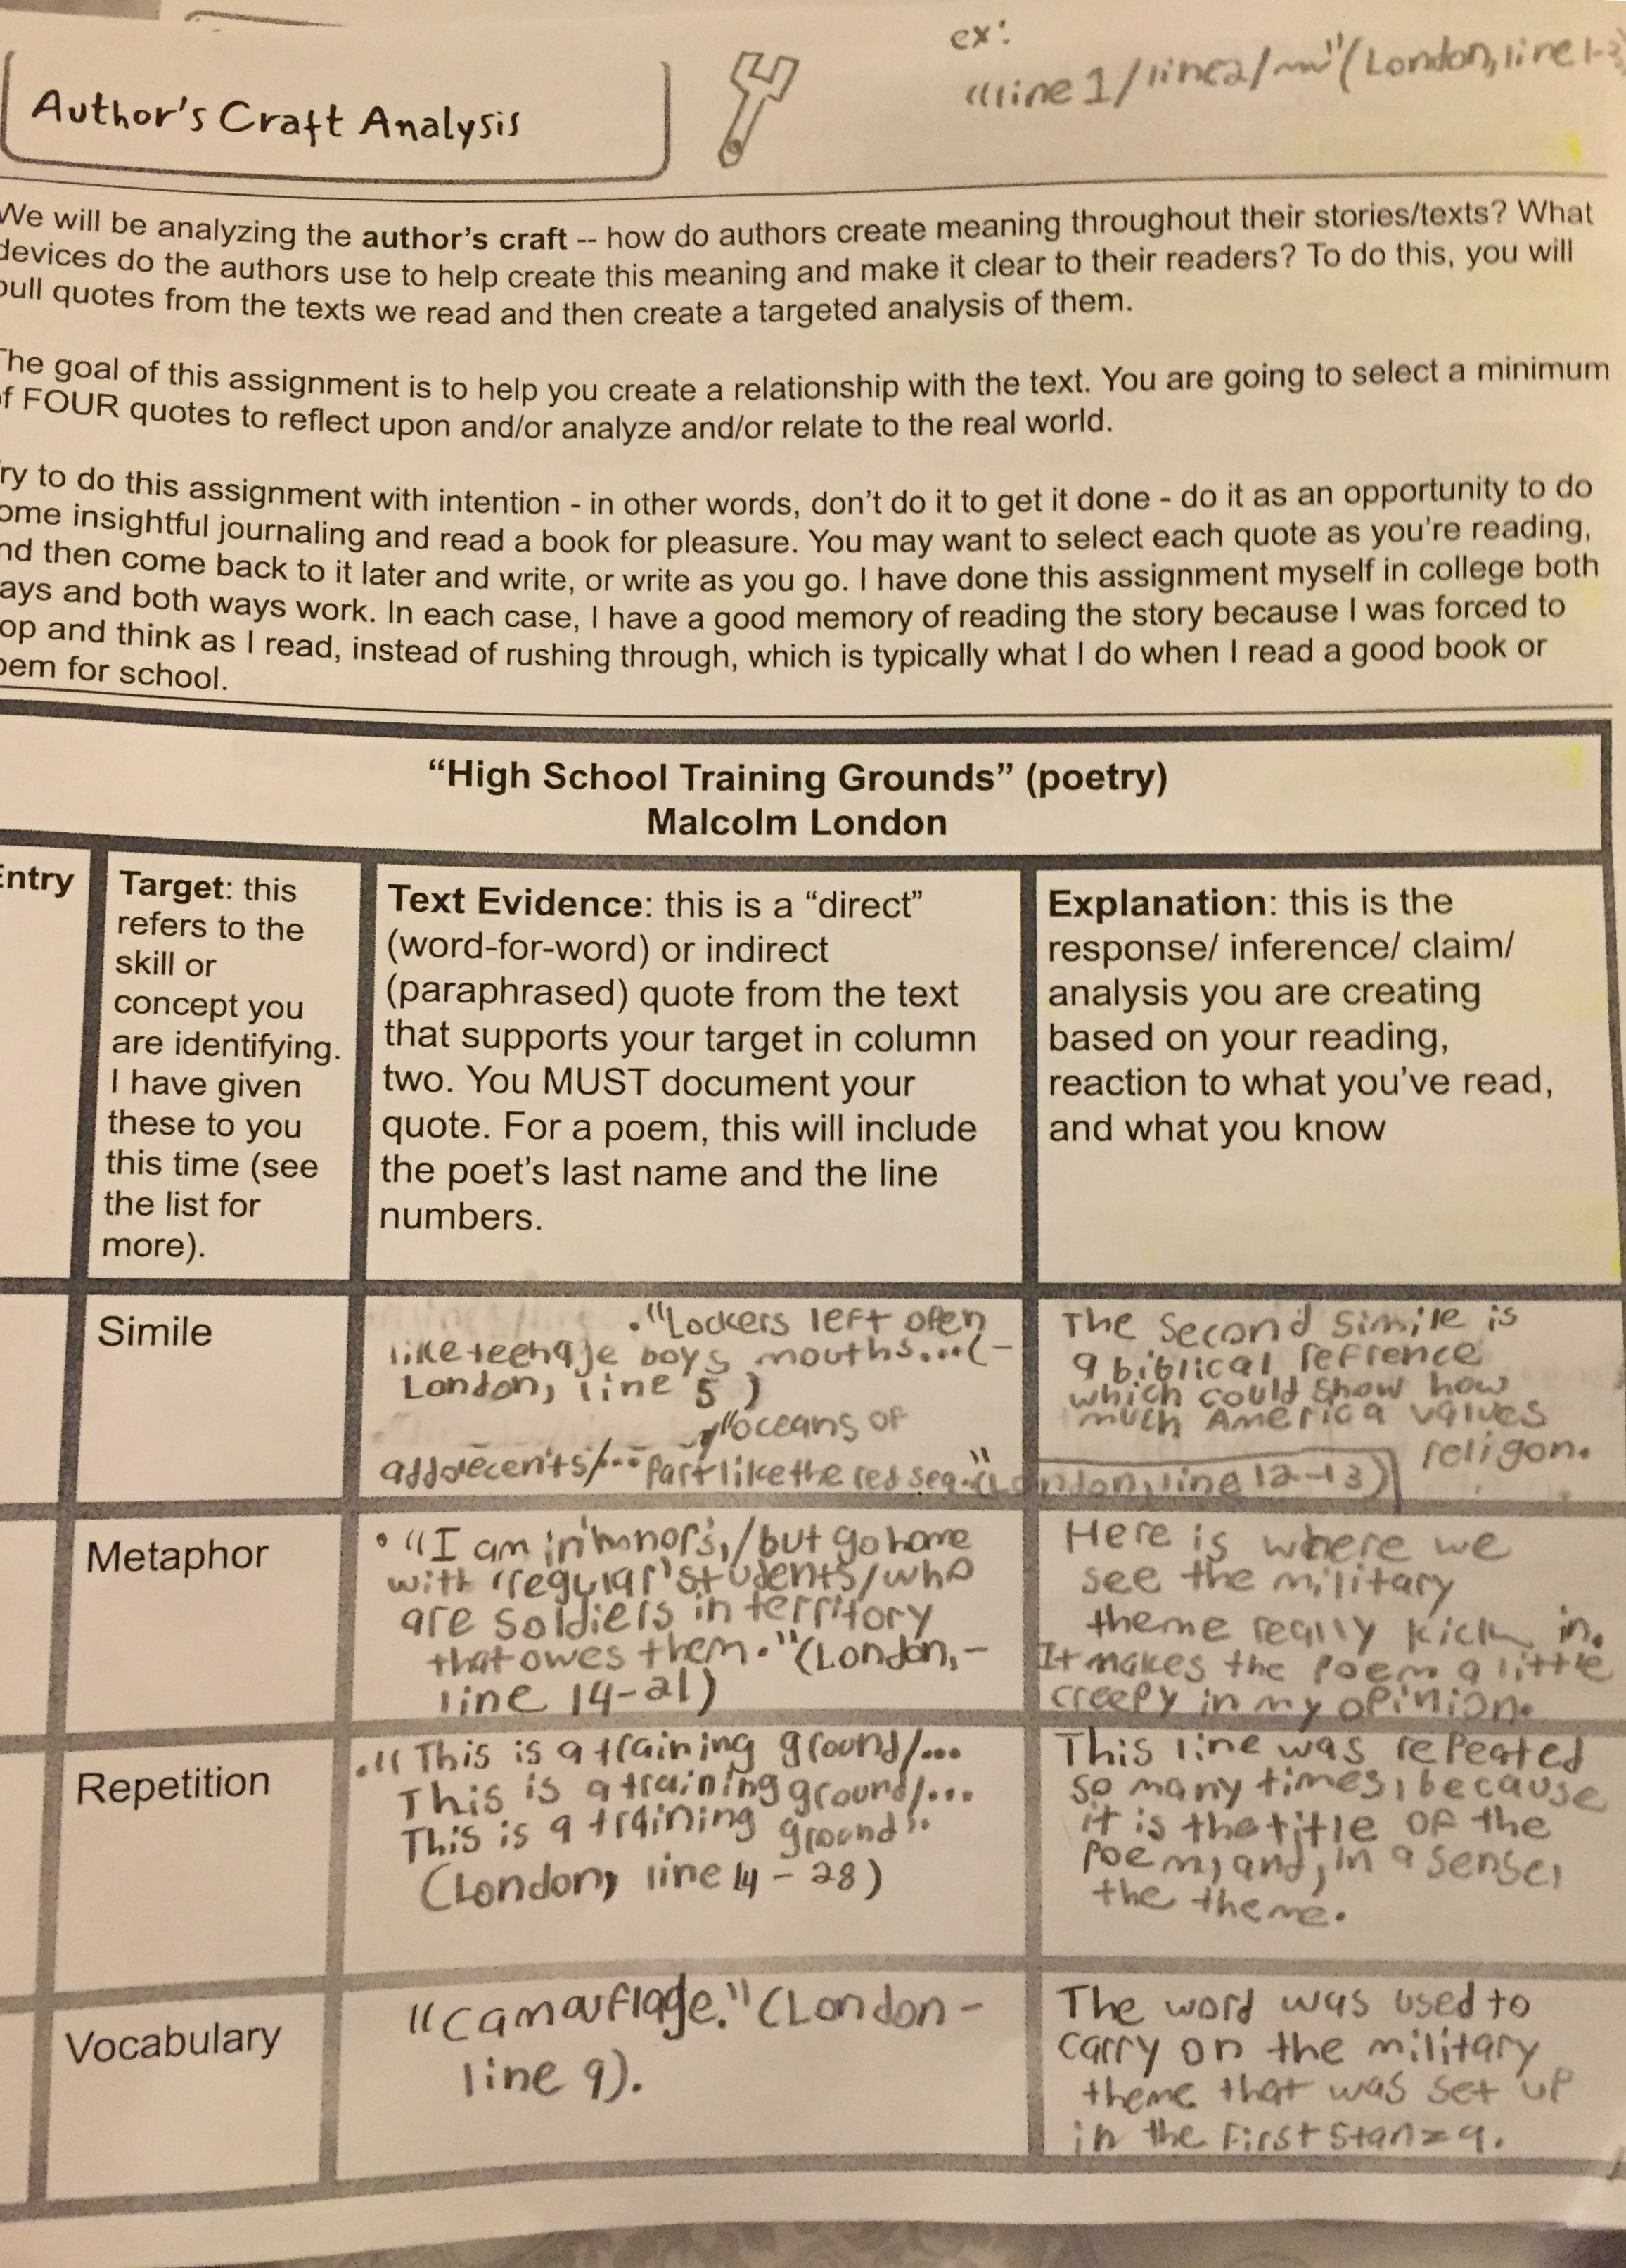 ex:
"line 1/line2/~~"(London, line 1-3)
Author's Craft Analysis
We will be analyzing the author's craft -- how do authors create meaning throughout their stories/texts? What
devices do the authors use to help create this meaning and make it clear to their readers? To do this, you will
pull quotes from the texts we read and then create a targeted analysis of them.
The goal of this assignment is to help you create a relationship with the text. You are going to select a minimum
of FOUR quotes to reflect upon and/or analyze and/or relate to the real world.
ry to do this assignment with intention - in other words, don't do it to get it done - do it as an opportunity to do
ome insightful journaling and read a book for pleasure. You may want to select each quote as you're reading,
nd then come back to it later and write, or write as you go. I have done this assignment myself in college both
ays and both ways work. In each case, I have a good memory of reading the story because I was forced to
op and think as I read, instead of rushing through, which is typically what I do when I read a good book or
oem for school.
"High School Training Grounds" (poetry)
Malcolm London
Entry
Target: this
refers to the
skill or
concept you
are identifying.
I have given
these to you
this time (see
the list for
more).
Text Evidence: this is a "direct"
(word-for-word) or indirect
(paraphrased) quote from the text
that supports your target in column
two. You MUST document your
quote. For a poem, this will include
the poet's last name and the line
numbers.
Explanation: this is the
response/ inference/ claim/
analysis you are creating
based on your reading,
reaction to what you've read,
and what you know
Simile
."Lockers left open
like teenage boys mouths...(-
London, line 5 )
"oceans of
addolecents/... part like the red sea."(London, line 12-13)
The second simile is
a biblical refrence
which could show how
much America values
religon.
Metaphor
• "I am in 'honors',/but go home
with 'regular' students/who
are soldiers in territory
that owes them."(London,-
line 14-21)
Here is where we
see the military
theme really kick in.
It makes the poem a little
creepy in my opinion.
Repetition
."This is a training ground/...
This is a training ground/...
This is a training ground".
(London, line 14-28)
This line was repeated
so many times, because
it is the title of the
poem, and, in a sense,
the theme.
Vocabulary
"camouflage."(London-
line 9).
The word was used to
carry on the military
theme that was set up
in the first stanza.